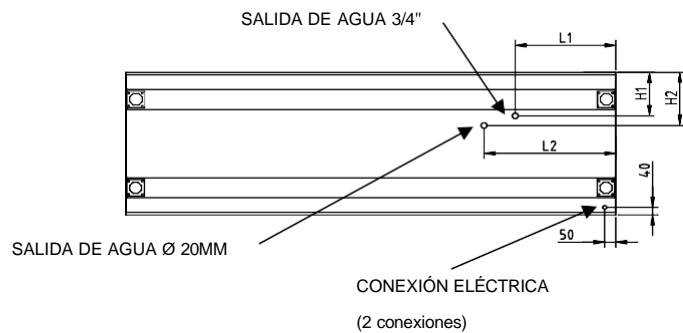 SALIDA DE AGUA 3/4"
L1
H1
H2
L2
40
50
SALIDA DE AGUA Ø 20MM
CONEXIÓN ELÉCTRICA
(2 conexiones)